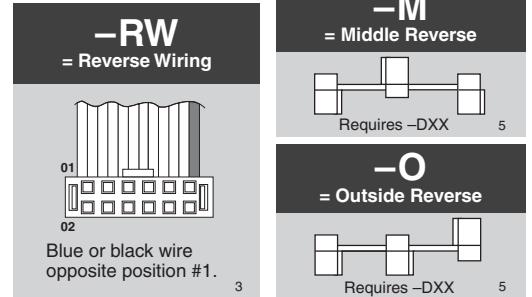 –RW
= Reverse Wiring
01
02
Blue or black wire
opposite position #1.
3
–M
= Middle Reverse
Requires –DXX
5
–O
= Outside Reverse
Requires –DXX
5